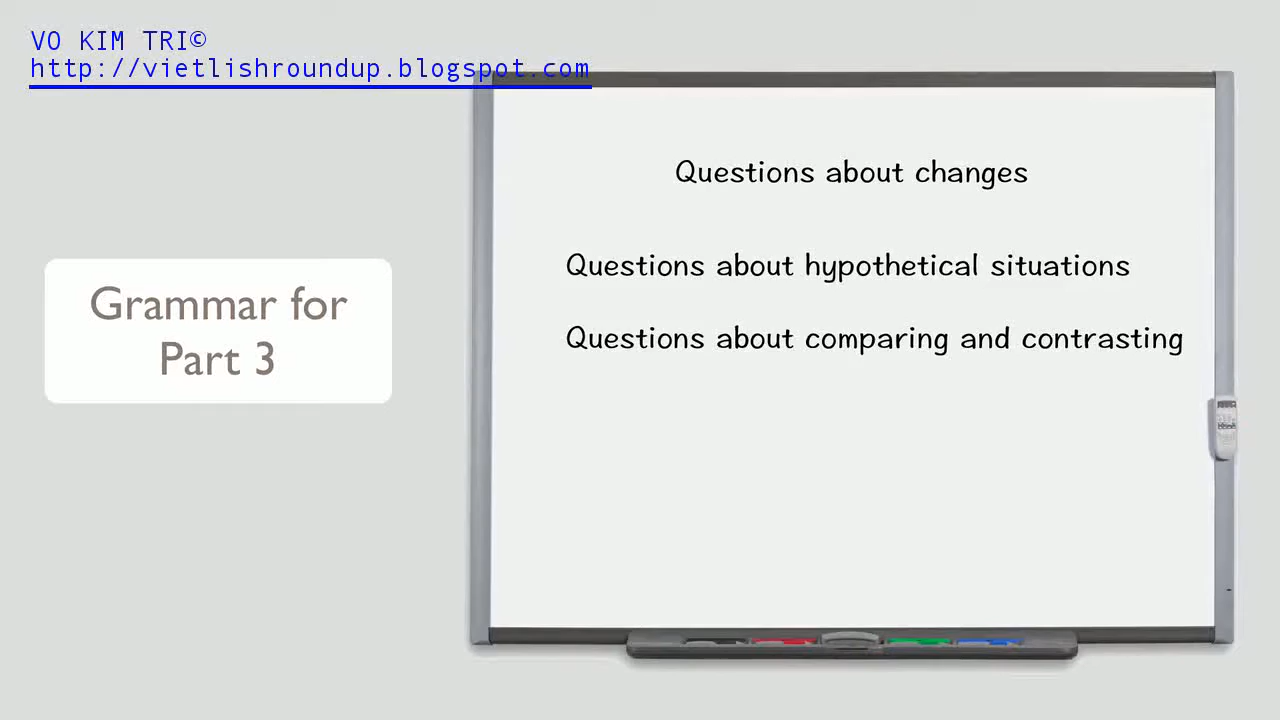 VO KIM TRI©
http://vietlishroundup.blogspot.com
Grammar for
Part 3
Questions about changes
Questions about hypothetical situations
Questions about comparing and contrasting